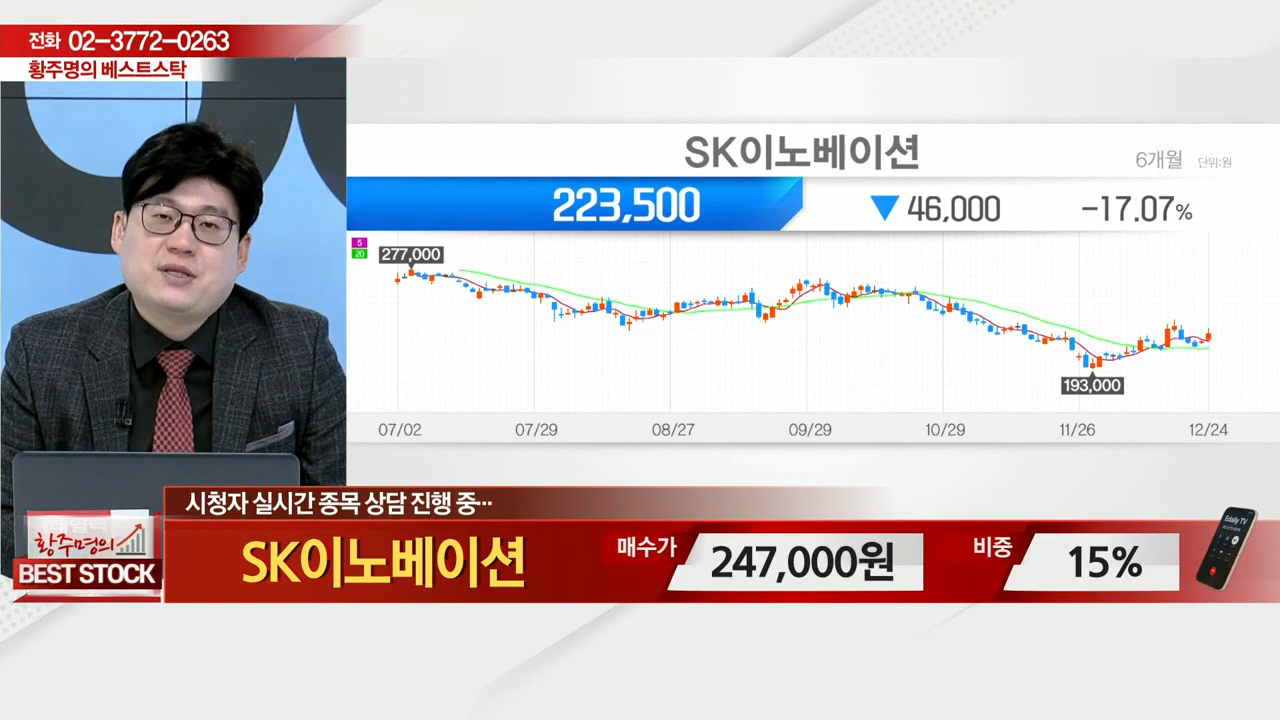 전화 02-3772-0263
황주명의 베스트스탁
SK이노베이션
6개월 단위:원
223,500 ▼46,000 -17.07%
5
20
277,000
193,000
07/02 07/29 08/27 09/29 10/29 11/26 12/24
시청자 실시간 종목 상담 진행 중…
황주명의
BEST STOCK
SK이노베이션 매수가 247,000원 비중 15%
Edaily TV